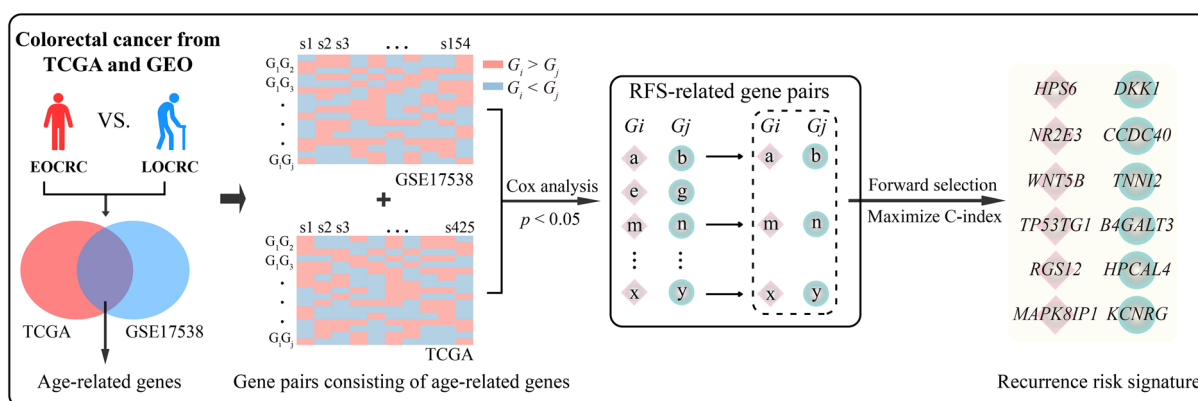 Colorectal cancer from
TCGA and GEO
VS.
EOCRC
LOCRC
TCGA
GSE17538
Age-related genes
s1 s2 s3 ... s154
G₁G₂
G₁G₃
GᵢGⱼ
GSE17538
Gᵢ > Gⱼ
Gᵢ < Gⱼ
+
s1 s2 s3 ... s425
G₁G₂
G₁G₃
GᵢGⱼ
TCGA
Gene pairs consisting of age-related genes
Cox analysis
p < 0.05
RFS-related gene pairs
Gi Gj Gi Gj
a b a b
e g
m n m n
x y x y
Forward selection
Maximize C-index
HPS6 DKK1
NR2E3 CCDC40
WNT5B TNNI2
TP53TG1 B4GALT3
RGS12 HPCAL4
MAPK8IP1 KCNRG
Recurrence risk signature